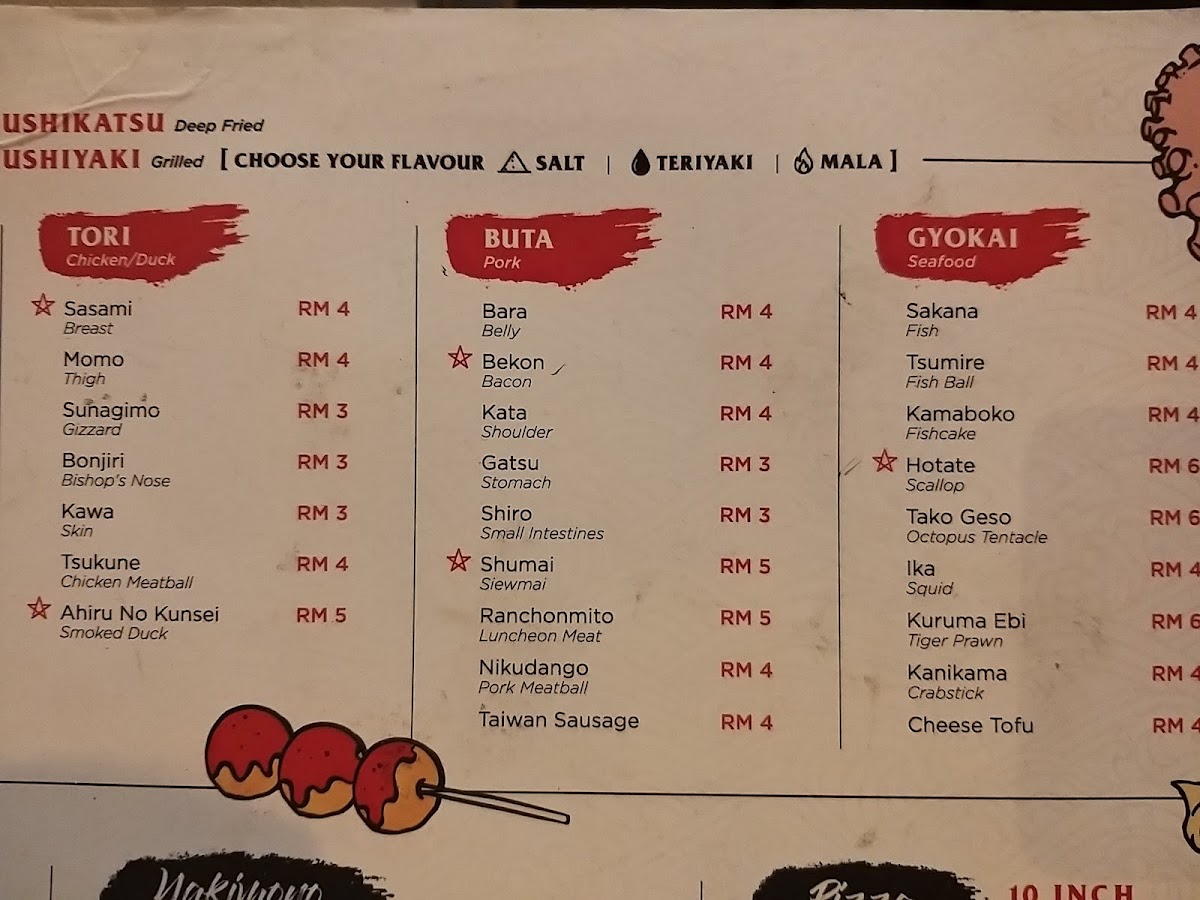 USHIKATSU Deep Fried
USHIYAKI Grilled [ CHOOSE YOUR FLAVOUR SALT | TERIYAKI | MALA ]
TORI
Chicken/Duck
Sasami RM 4
Breast
Momo RM 4
Thigh
Sunagimo RM 3
Gizzard
Bonjiri RM 3
Bishop's Nose
Kawa RM 3
Skin
Tsukune RM 4
Chicken Meatball
Ahiru No Kunsei RM 5
Smoked Duck
BUTA
Pork
Bara RM 4
Belly
Bekon RM 4
Bacon
Kata RM 4
Shoulder
Gatsu RM 3
Stomach
Shiro RM 3
Small Intestines
Shumai RM 5
Siewmai
Ranchonmito RM 5
Luncheon Meat
Nikudango RM 4
Pork Meatball
Taiwan Sausage RM 4
GYOKAI
Seafood
Sakana RM 4
Fish
Tsumire RM 4
Fish Ball
Kamaboko RM 4
Fishcake
Hotate RM 6
Scallop
Tako Geso RM 6
Octopus Tentacle
Ika RM 4
Squid
Kuruma Ebi RM 6
Tiger Prawn
Kanikama RM 4
Crabstick
Cheese Tofu RM 4
Yakimono
Pizza 10 INCH